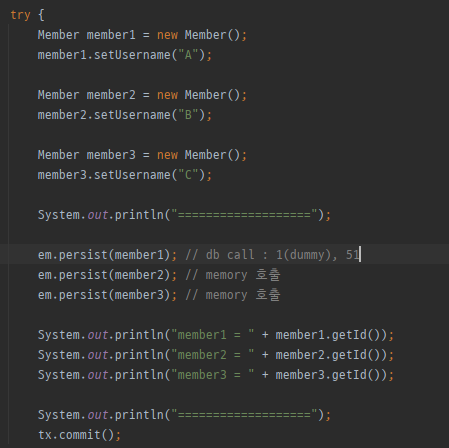 try {
    Member member1 = new Member();
    member1.setUsername("A");

    Member member2 = new Member();
    member2.setUsername("B");

    Member member3 = new Member();
    member3.setUsername("C");

    System.out.println("===================");

    em.persist(member1); // db call : 1(dummy), 51
    em.persist(member2); // memory 호출
    em.persist(member3); // memory 호출

    System.out.println("member1 = " + member1.getId());
    System.out.println("member2 = " + member2.getId());
    System.out.println("member3 = " + member3.getId());

    System.out.println("===================");
    tx.commit();